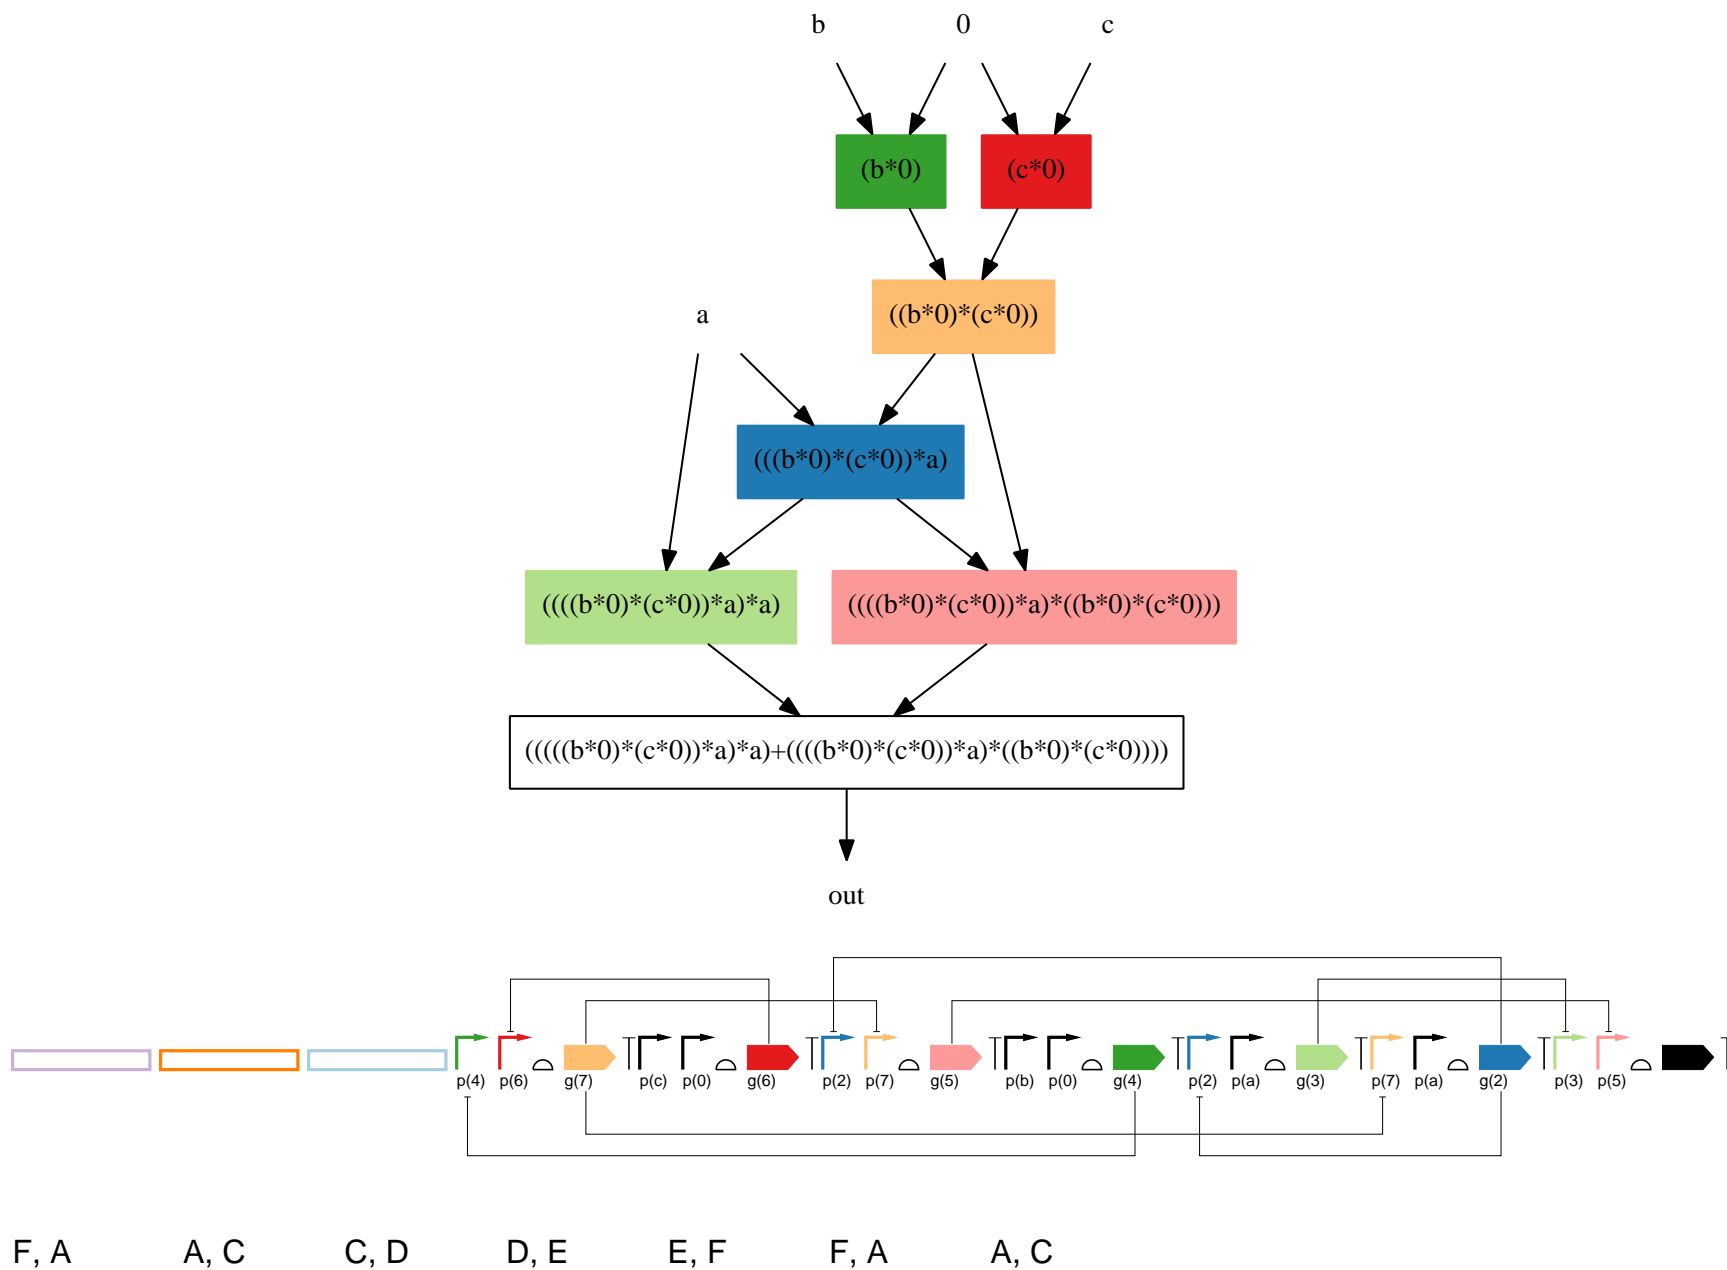 b 0 c
(b*0) (c*0)
((b*0)*(c*0))
a
(((b*0)*(c*0))*a)
((((b*0)*(c*0))*a)*a) ((((b*0)*(c*0))*a)*((b*0)*(c*0)))
(((((b*0)*(c*0))*a)*a)+((((b*0)*(c*0))*a)*((b*0)*(c*0))))
out
p(4) p(6) g(7) p(c) p(0) g(6) p(2) p(7) g(5) p(b) p(0) g(4) p(2) p(a) g(3) p(7) p(a) g(2) p(3) p(5)
F, A A, C C, D D, E E, F F, A A, C